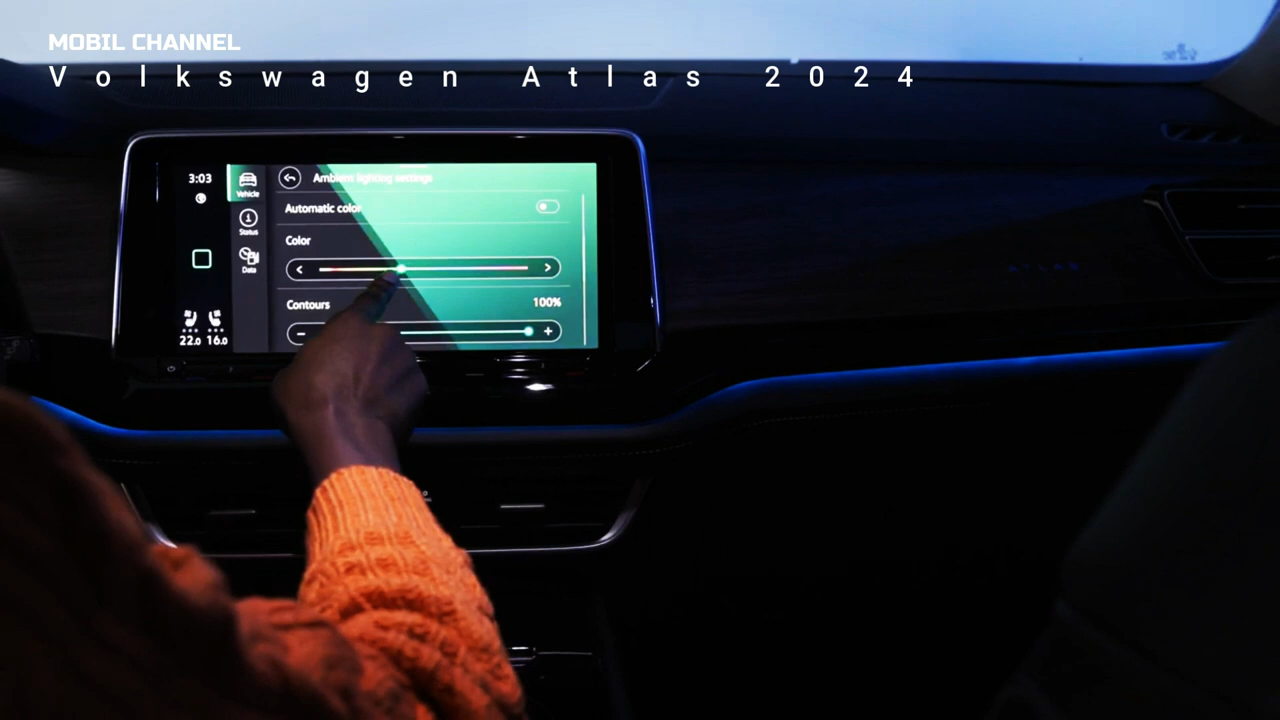 MOBIL CHANNEL
Volkswagen Atlas 2024
3:03
Vehicle
Ambient lighting settings
Automatic color
Status
Color
Data
Contours 100%
22.0 16.0
ATLAS